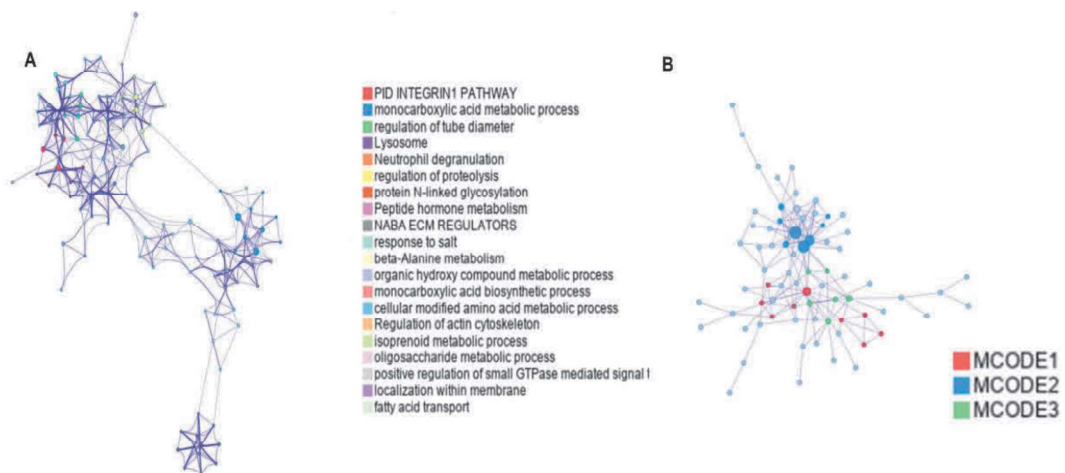 A
B
PID INTEGRIN1 PATHWAY
monocarboxylic acid metabolic process
regulation of tube diameter
Lysosome
Neutrophil degranulation
regulation of proteolysis
protein N-linked glycosylation
Peptide hormone metabolism
NABA ECM REGULATORS
response to salt
beta-Alanine metabolism
organic hydroxy compound metabolic process
monocarboxylic acid biosynthetic process
cellular modified amino acid metabolic process
Regulation of actin cytoskeleton
isoprenoid metabolic process
oligosaccharide metabolic process
positive regulation of small GTPase mediated signal t
localization within membrane
fatty acid transport
MCODE1
MCODE2
MCODE3